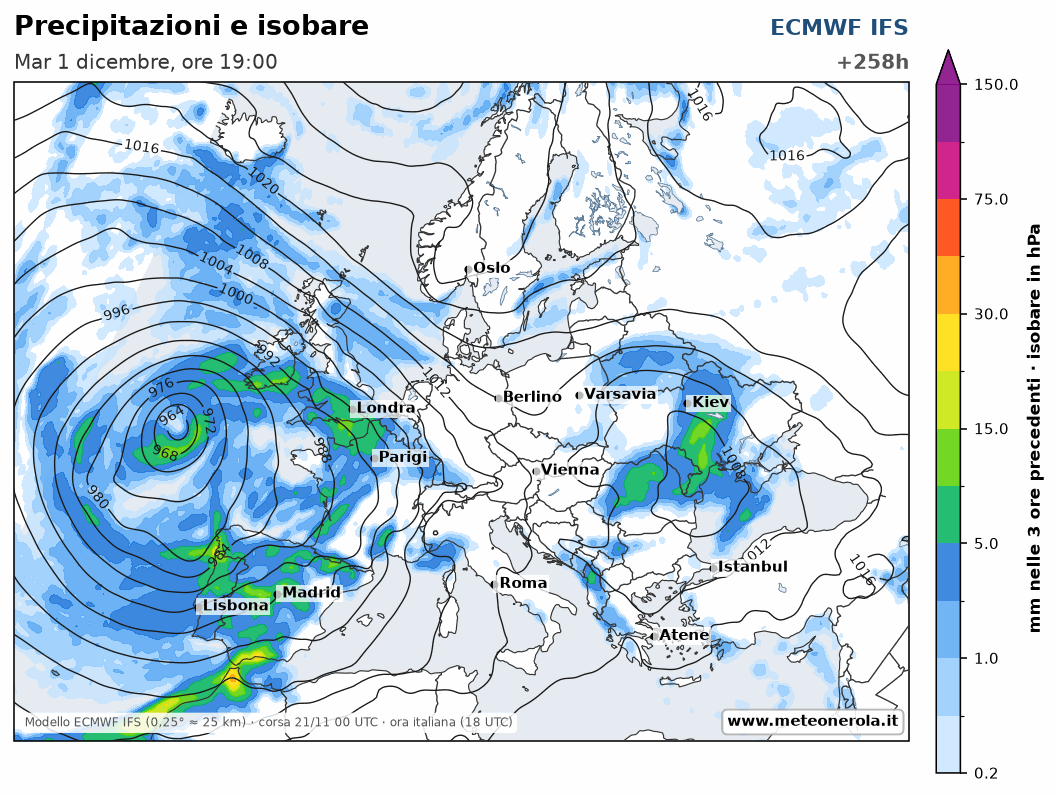 Precipitazioni e isobare
ECMWF IFS
Mar 1 dicembre, ore 19:00
+258h
150.0
75.0
30.0
15.0
5.0
1.0
0.2
mm nelle 3 ore precedenti · isobare in hPa
1016
1016
1016
1020
1008
1004
1000
996
992
976
964
972
968
988
980
984
1012
1008
1012
1016
Oslo
Berlino
Varsavia
Kiev
Londra
Parigi
Vienna
Istanbul
Roma
Madrid
Lisbona
Atene
Modello ECMWF IFS (0,25° ≈ 25 km) · corsa 21/11 00 UTC · ora italiana (18 UTC)
www.meteonerola.it